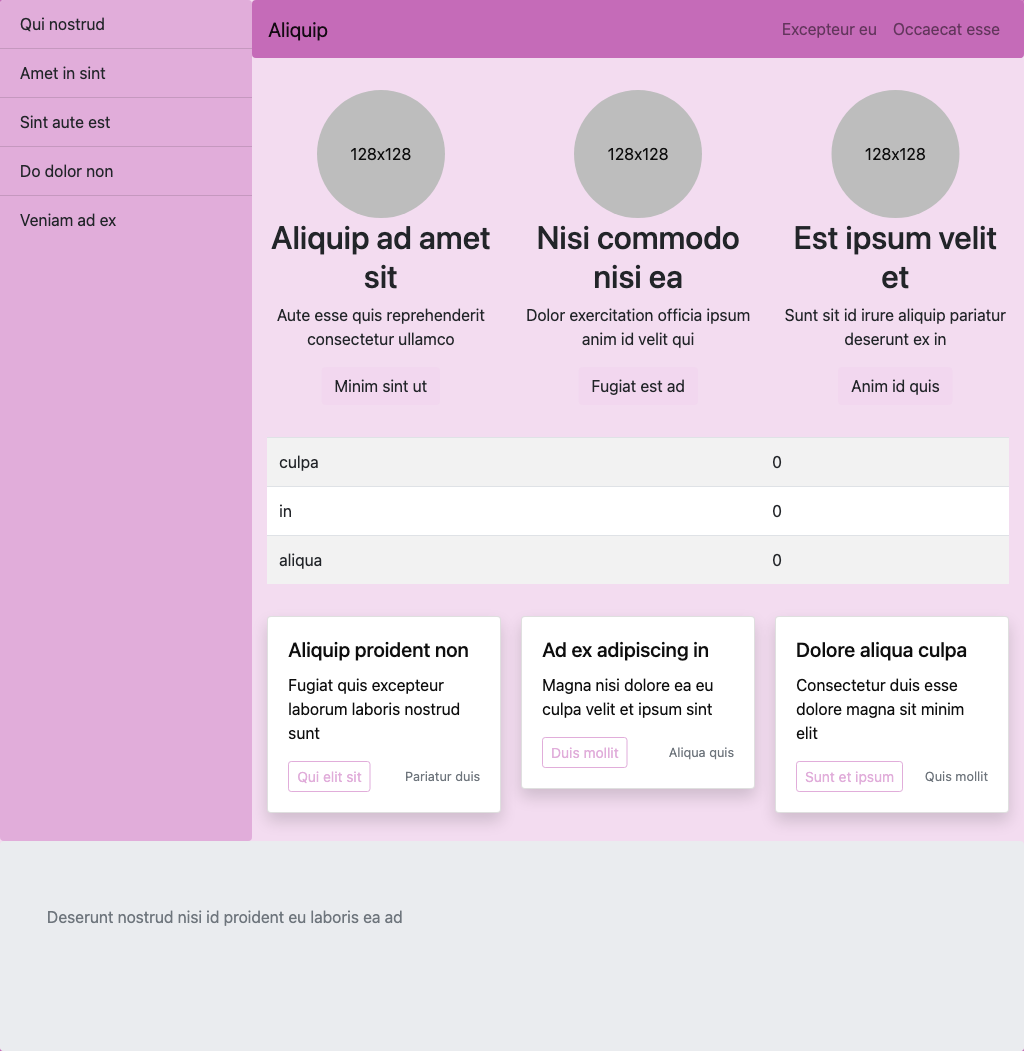 Qui nostrud
Amet in sint
Sint aute est
Do dolor non
Veniam ad ex
Aliquip
Excepteur eu
Occaecat esse
128x128
Aliquip ad amet
sit
Aute esse quis reprehenderit
consectetur ullamco
Minim sint ut
128x128
Nisi commodo
nisi ea
Dolor exercitation officia ipsum
anim id velit qui
Fugiat est ad
128x128
Est ipsum velit
et
Sunt sit id irure aliquip pariatur
deserunt ex in
Anim id quis
culpa 0
in 0
aliqua 0
Aliquip proident non
Fugiat quis excepteur
laborum laboris nostrud
sunt
Qui elit sit
Pariatur duis
Ad ex adipiscing in
Magna nisi dolore ea eu
culpa velit et ipsum sint
Duis mollit
Aliqua quis
Dolore aliqua culpa
Consectetur duis esse
dolore magna sit minim
elit
Sunt et ipsum
Quis mollit
Deserunt nostrud nisi id proident eu laboris ea ad